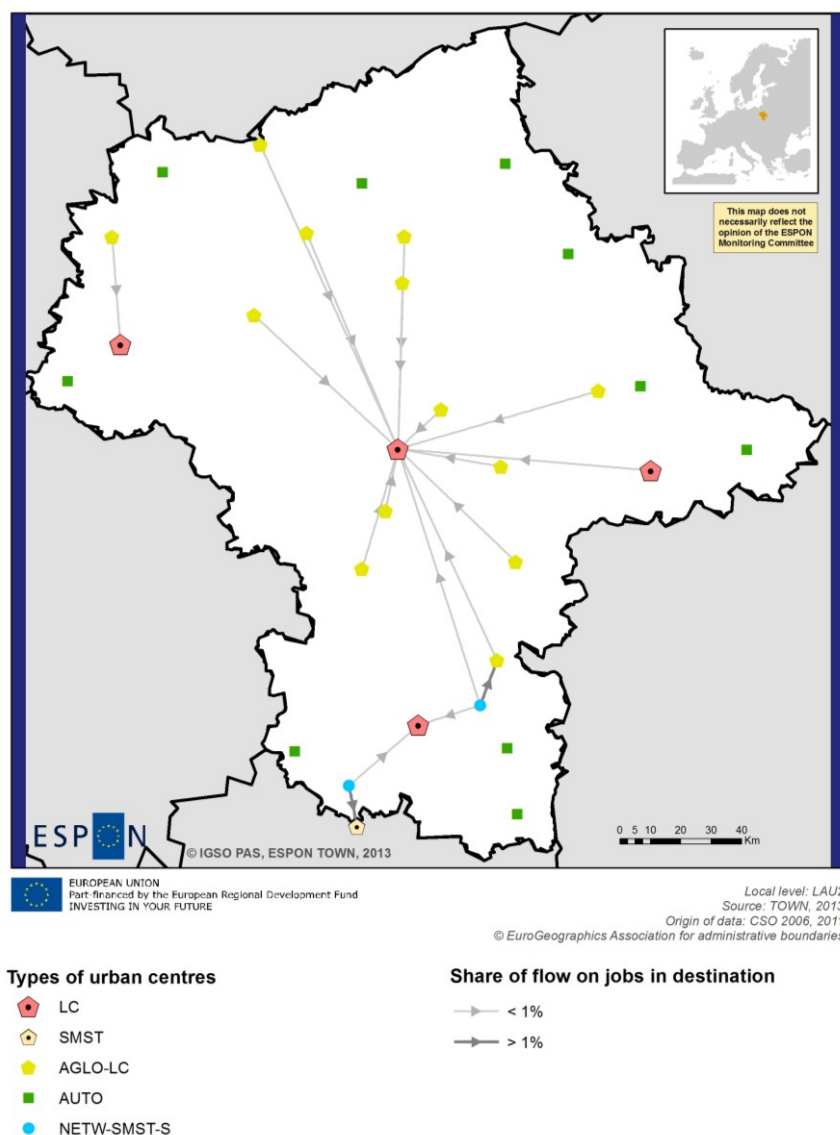 This map does not
necessarily reflect the
opinion of the ESPON
Monitoring Committee
ESPON
© IGSO PAS, ESPON TOWN, 2013
0 5 10 20 30 40
Km
EUROPEAN UNION
Part-financed by the European Regional Development Fund
INVESTING IN YOUR FUTURE
Local level: LAU2
Source: TOWN, 2013
Origin of data: CSO 2006, 2011
© EuroGeographics Association for administrative boundaries
Types of urban centres
LC
SMST
AGLO-LC
AUTO
NETW-SMST-S
Share of flow on jobs in destination
< 1%
> 1%